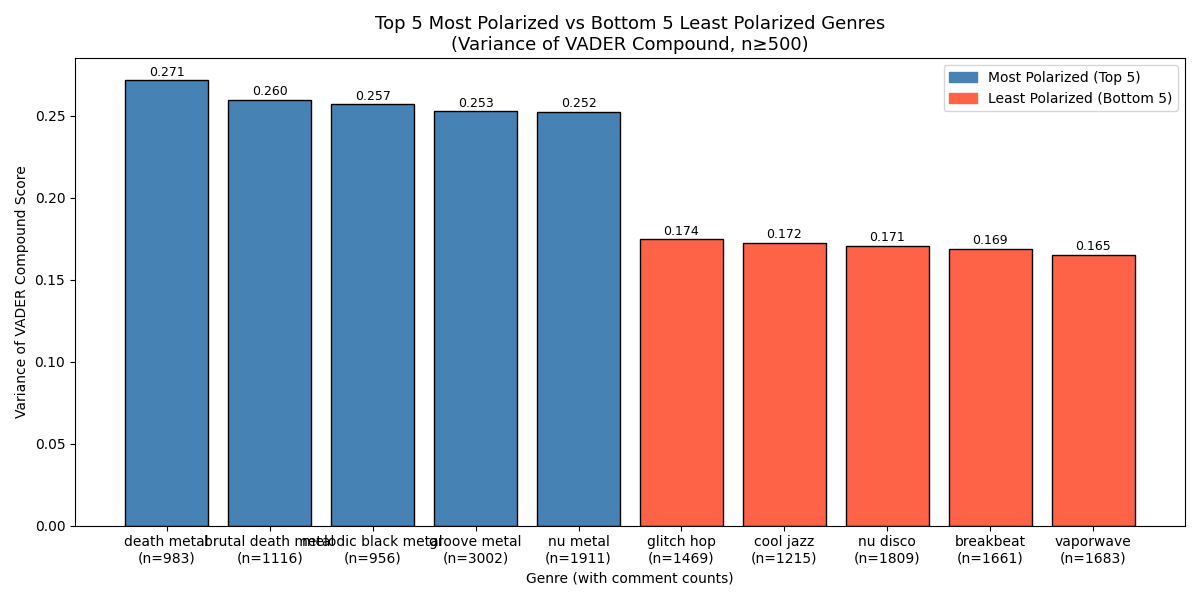 Top 5 Most Polarized vs Bottom 5 Least Polarized Genres
(Variance of VADER Compound, n≥500)
Most Polarized (Top 5)
Least Polarized (Bottom 5)
Variance of VADER Compound Score
0.25
0.20
0.15
0.10
0.05
0.00
0.271
0.260
0.257
0.253
0.252
0.174
0.172
0.171
0.169
0.165
death metal
(n=983)
brutal death metal
(n=1116)
melodic black metal
(n=956)
groove metal
(n=3002)
nu metal
(n=1911)
glitch hop
(n=1469)
cool jazz
(n=1215)
nu disco
(n=1809)
breakbeat
(n=1661)
vaporwave
(n=1683)
Genre (with comment counts)